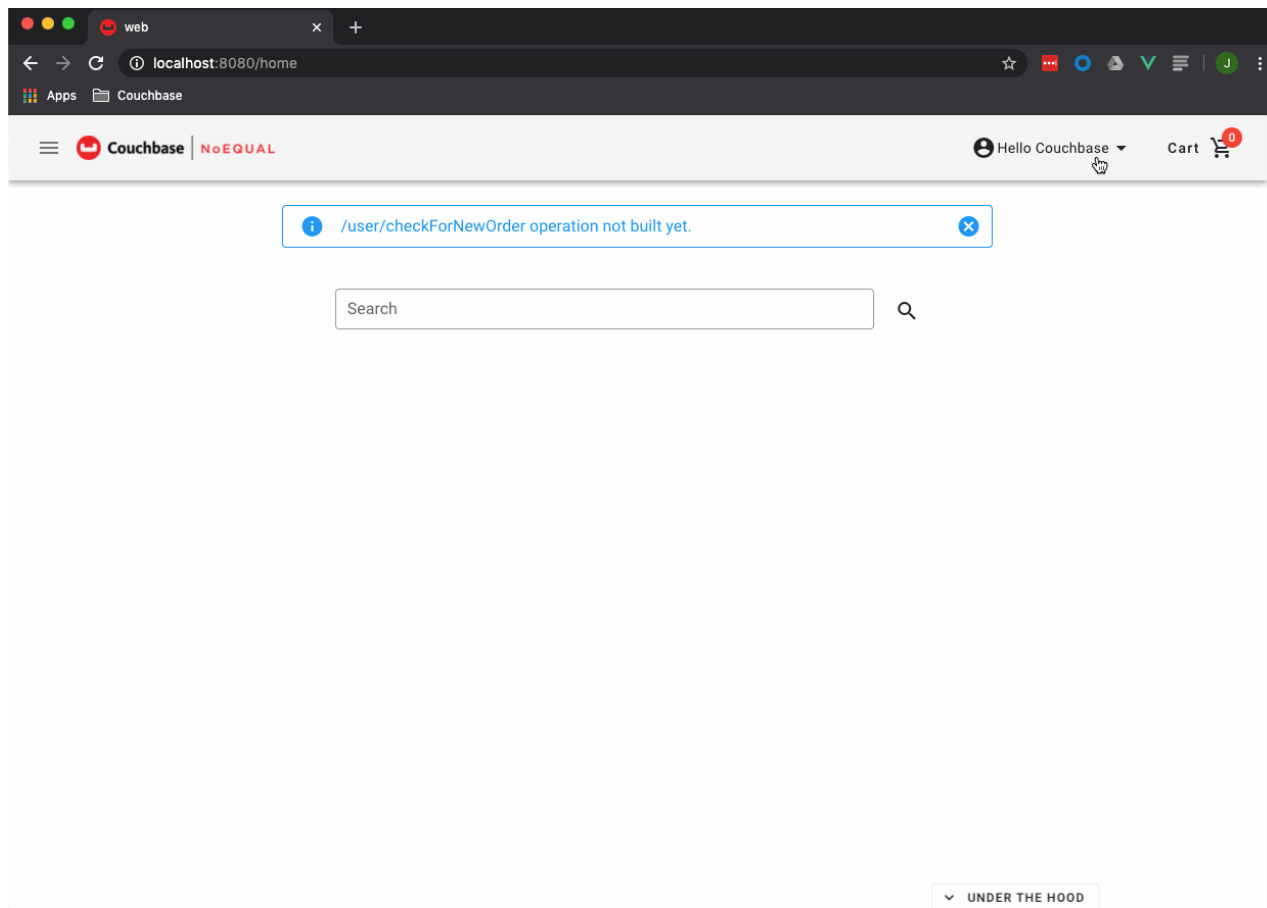 web
localhost:8080/home
J
Apps Couchbase
Couchbase NoEQUAL Hello Couchbase Cart 0
/user/checkForNewOrder operation not built yet.
Search
UNDER THE HOOD